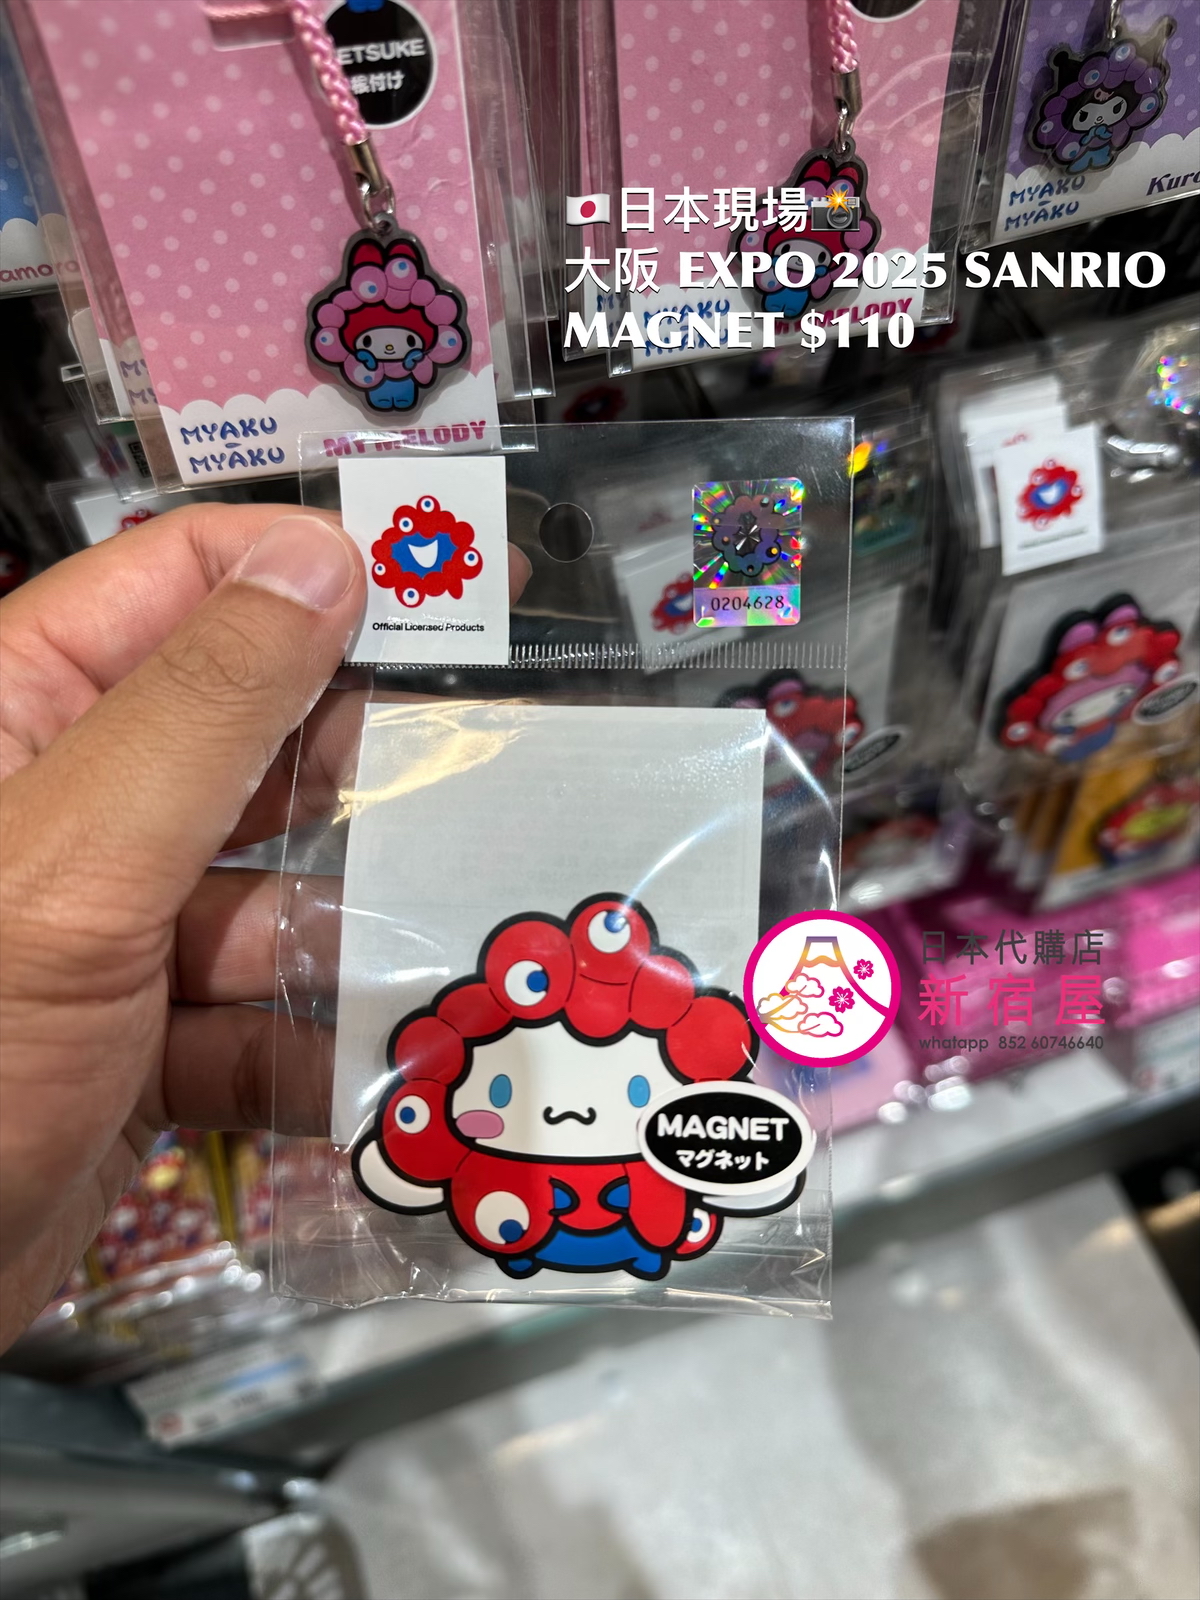 ETSUKE
根付け
🇯🇵日本現場📸
大阪 EXPO 2025 SANRIO
MAGNET $110
MYAKU
MYAKU
MYAKU
MYAKU
MY MELODY
MY MELODY
Official Licensed Products
0204628
日本代購店
新宿屋
whatapp 852 60746640
MAGNET
マグネット